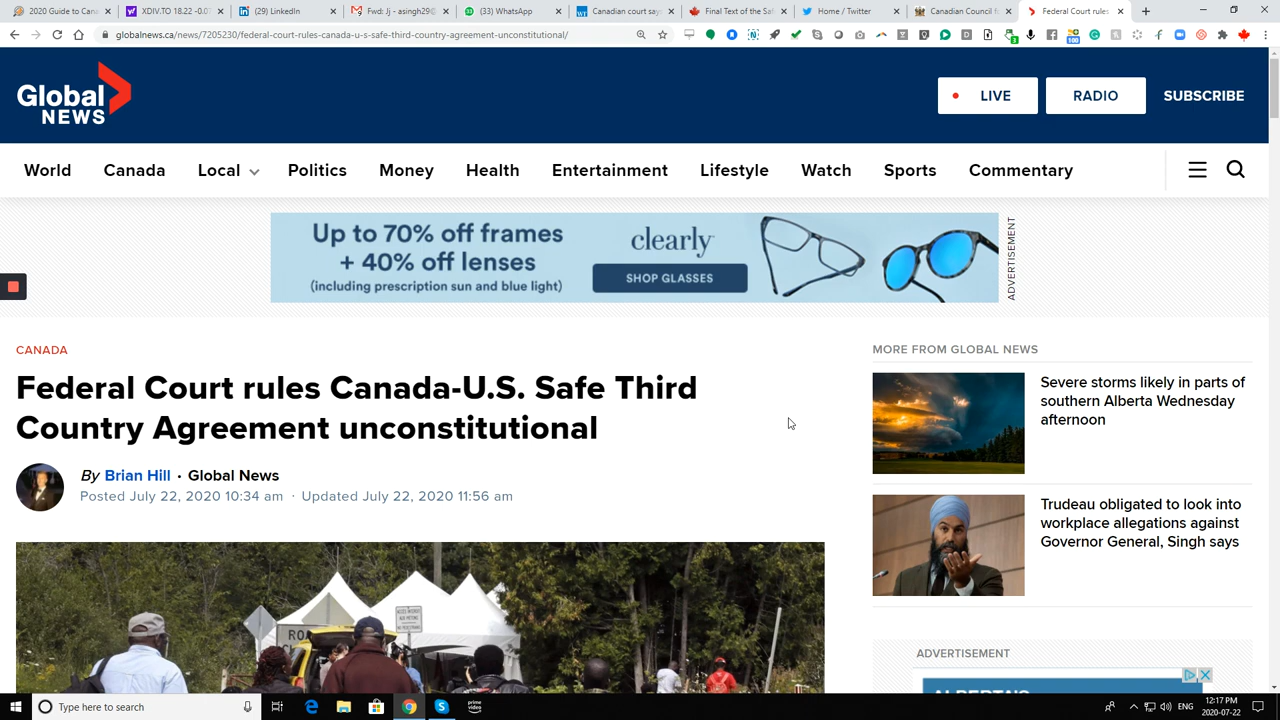 2020 Guide to Cana
XDIV.TO 18.22 -0.0
(29) LinkedIn
Fwd: Jj - asingh29@
(33) WhatsApp
Canadian court say
Final Text of the Saf
Home / Twitter
Canadian Council f
Federal Court rules
globalnews.ca/news/7205230/federal-court-rules-canada-u-s-safe-third-country-agreement-unconstitutional/
Global
NEWS
LIVE
RADIO
SUBSCRIBE
World
Canada
Local
Politics
Money
Health
Entertainment
Lifestyle
Watch
Sports
Commentary
Up to 70% off frames
+ 40% off lenses
(including prescription sun and blue light)
clearly
SHOP GLASSES
ADVERTISEMENT
CANADA
Federal Court rules Canada-U.S. Safe Third
Country Agreement unconstitutional
By Brian Hill • Global News
Posted July 22, 2020 10:34 am · Updated July 22, 2020 11:56 am
MORE FROM GLOBAL NEWS
Severe storms likely in parts of
southern Alberta Wednesday
afternoon
Trudeau obligated to look into
workplace allegations against
Governor General, Singh says
ADVERTISEMENT
ALBERTA'S
Type here to search
prime
video
ENG
12:17 PM
2020-07-22